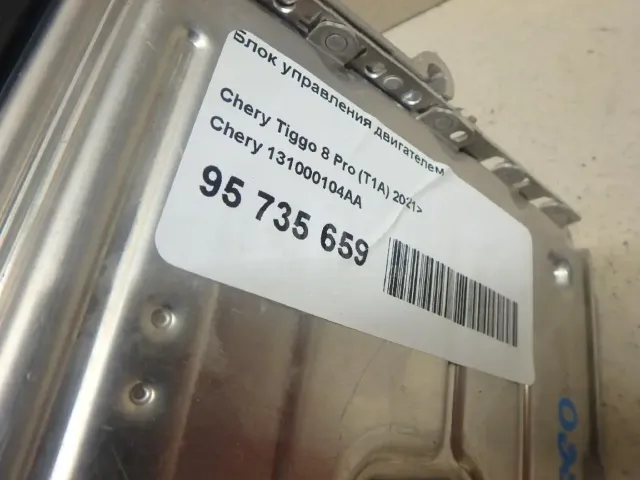 Блок управления двигателем
Chery Tiggo 8 Pro (T1A) 2021>
Chery 131000104AA
95 735 659